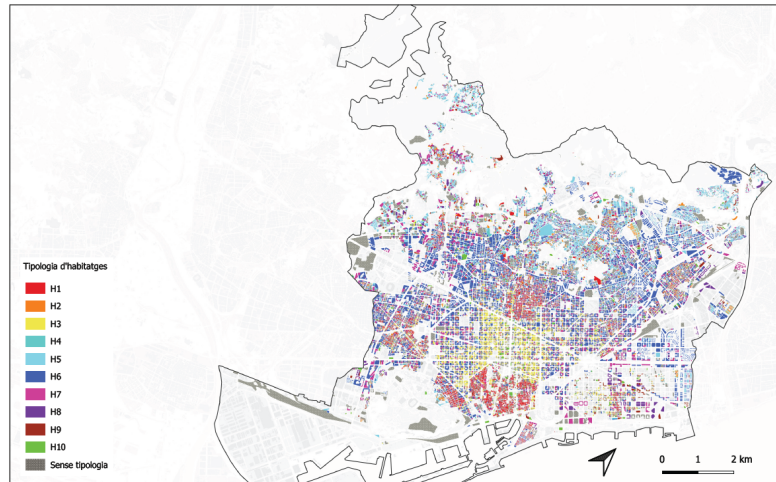 Tipologia d'habitatges
H1
H2
H3
H4
H5
H6
H7
H8
H9
H10
Sense tipologia
0 1 2 km